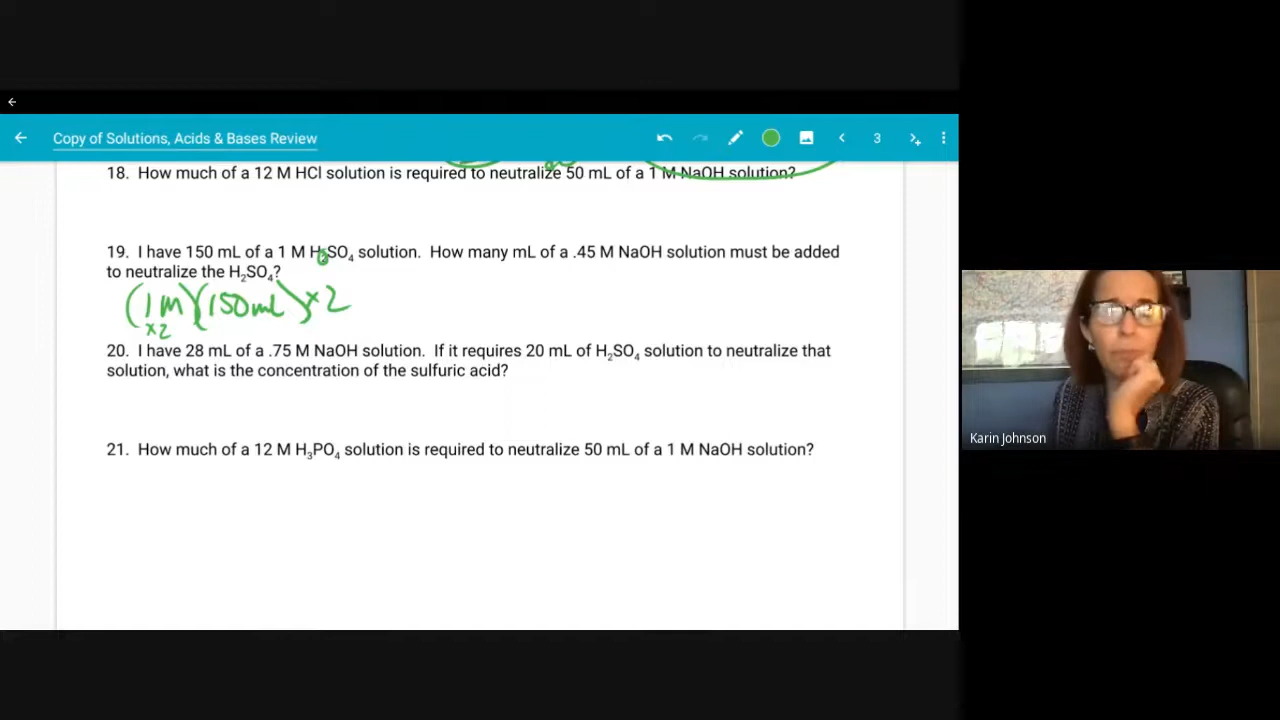 Copy of Solutions, Acids & Bases Review
3
18. How much of a 12 M HCl solution is required to neutralize 50 mL of a 1 M NaOH solution?
19. I have 150 mL of a 1 M H₂SO₄ solution. How many mL of a .45 M NaOH solution must be added
to neutralize the H₂SO₄?
(1M)(150mL)×2
×2
20. I have 28 mL of a .75 M NaOH solution. If it requires 20 mL of H₂SO₄ solution to neutralize that
solution, what is the concentration of the sulfuric acid?
Karin Johnson
21. How much of a 12 M H₃PO₄ solution is required to neutralize 50 mL of a 1 M NaOH solution?